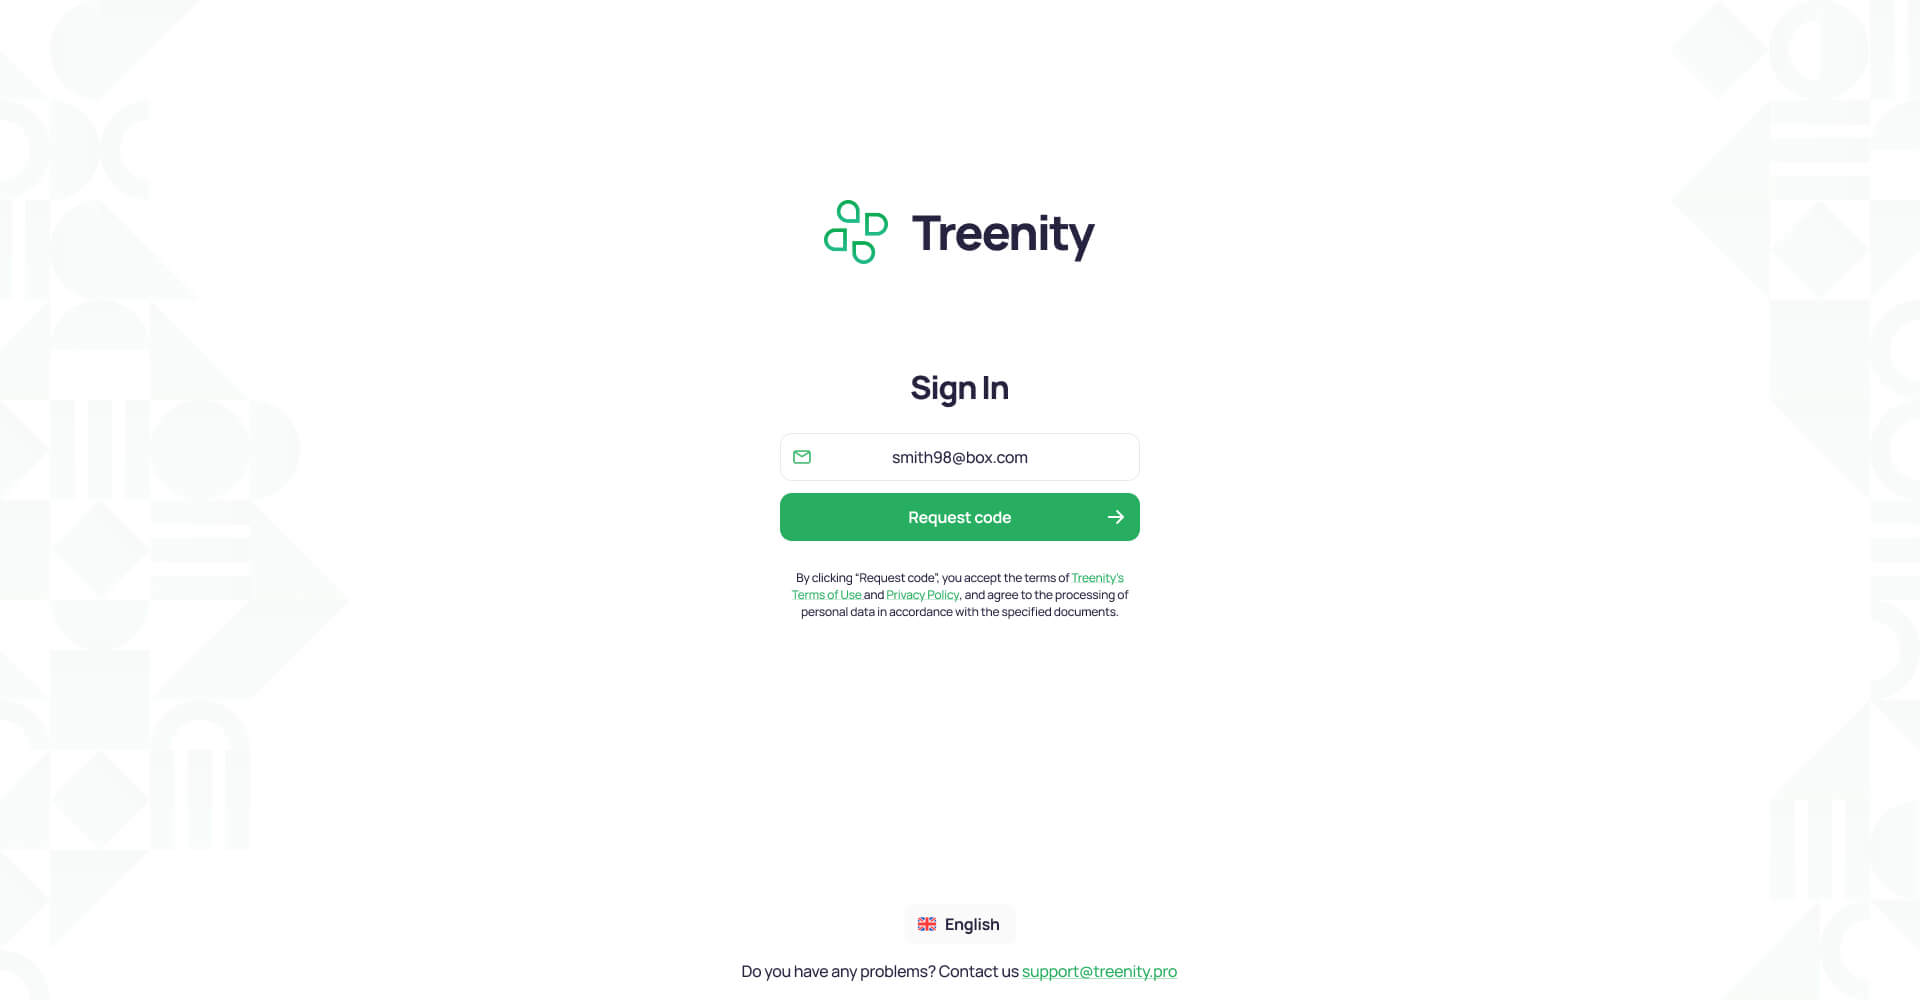 Treenity
Sign In
smith98@box.com
Request code
By clicking “Request code”, you accept the terms of Treenity's
Terms of Use and Privacy Policy, and agree to the processing of
personal data in accordance with the specified documents.
English
Do you have any problems? Contact us support@treenity.pro